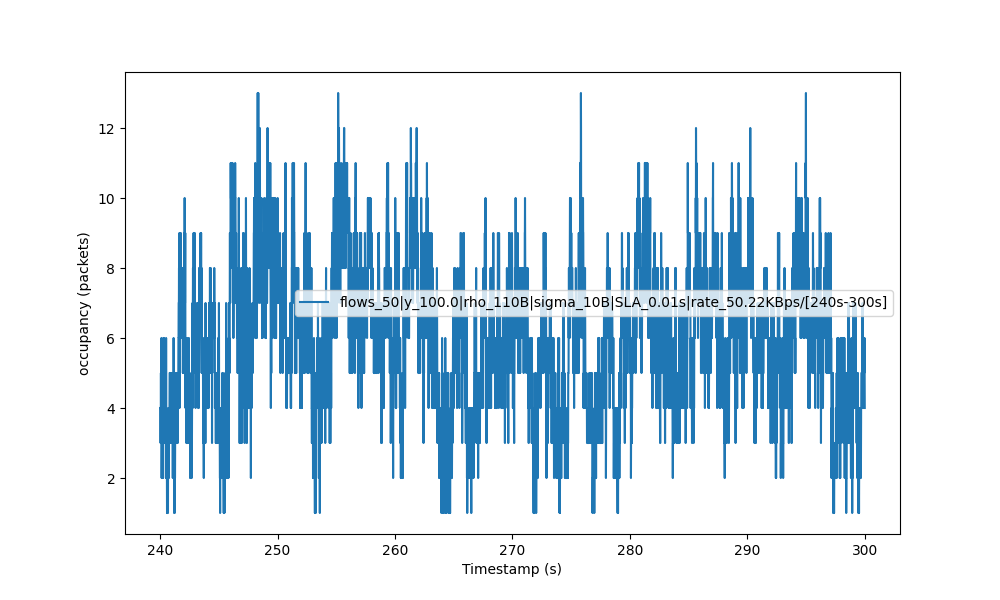 occupancy (packets)
12
10
8
6
4
2
flows_50|y_100.0|rho_110B|sigma_10B|SLA_0.01s|rate_50.22KBps/[240s-300s]
240 250 260 270 280 290 300
Timestamp (s)